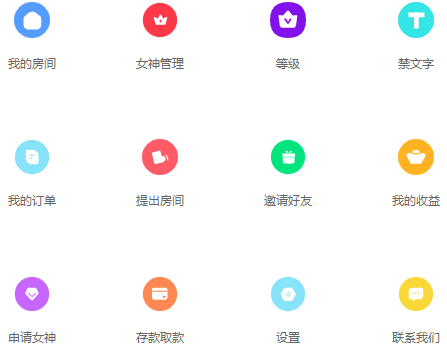 我的房间 女神管理 等级 禁文字
我的订单 提出房间 邀请好友 我的收益
申请女神 存款取款 设置 联系我们